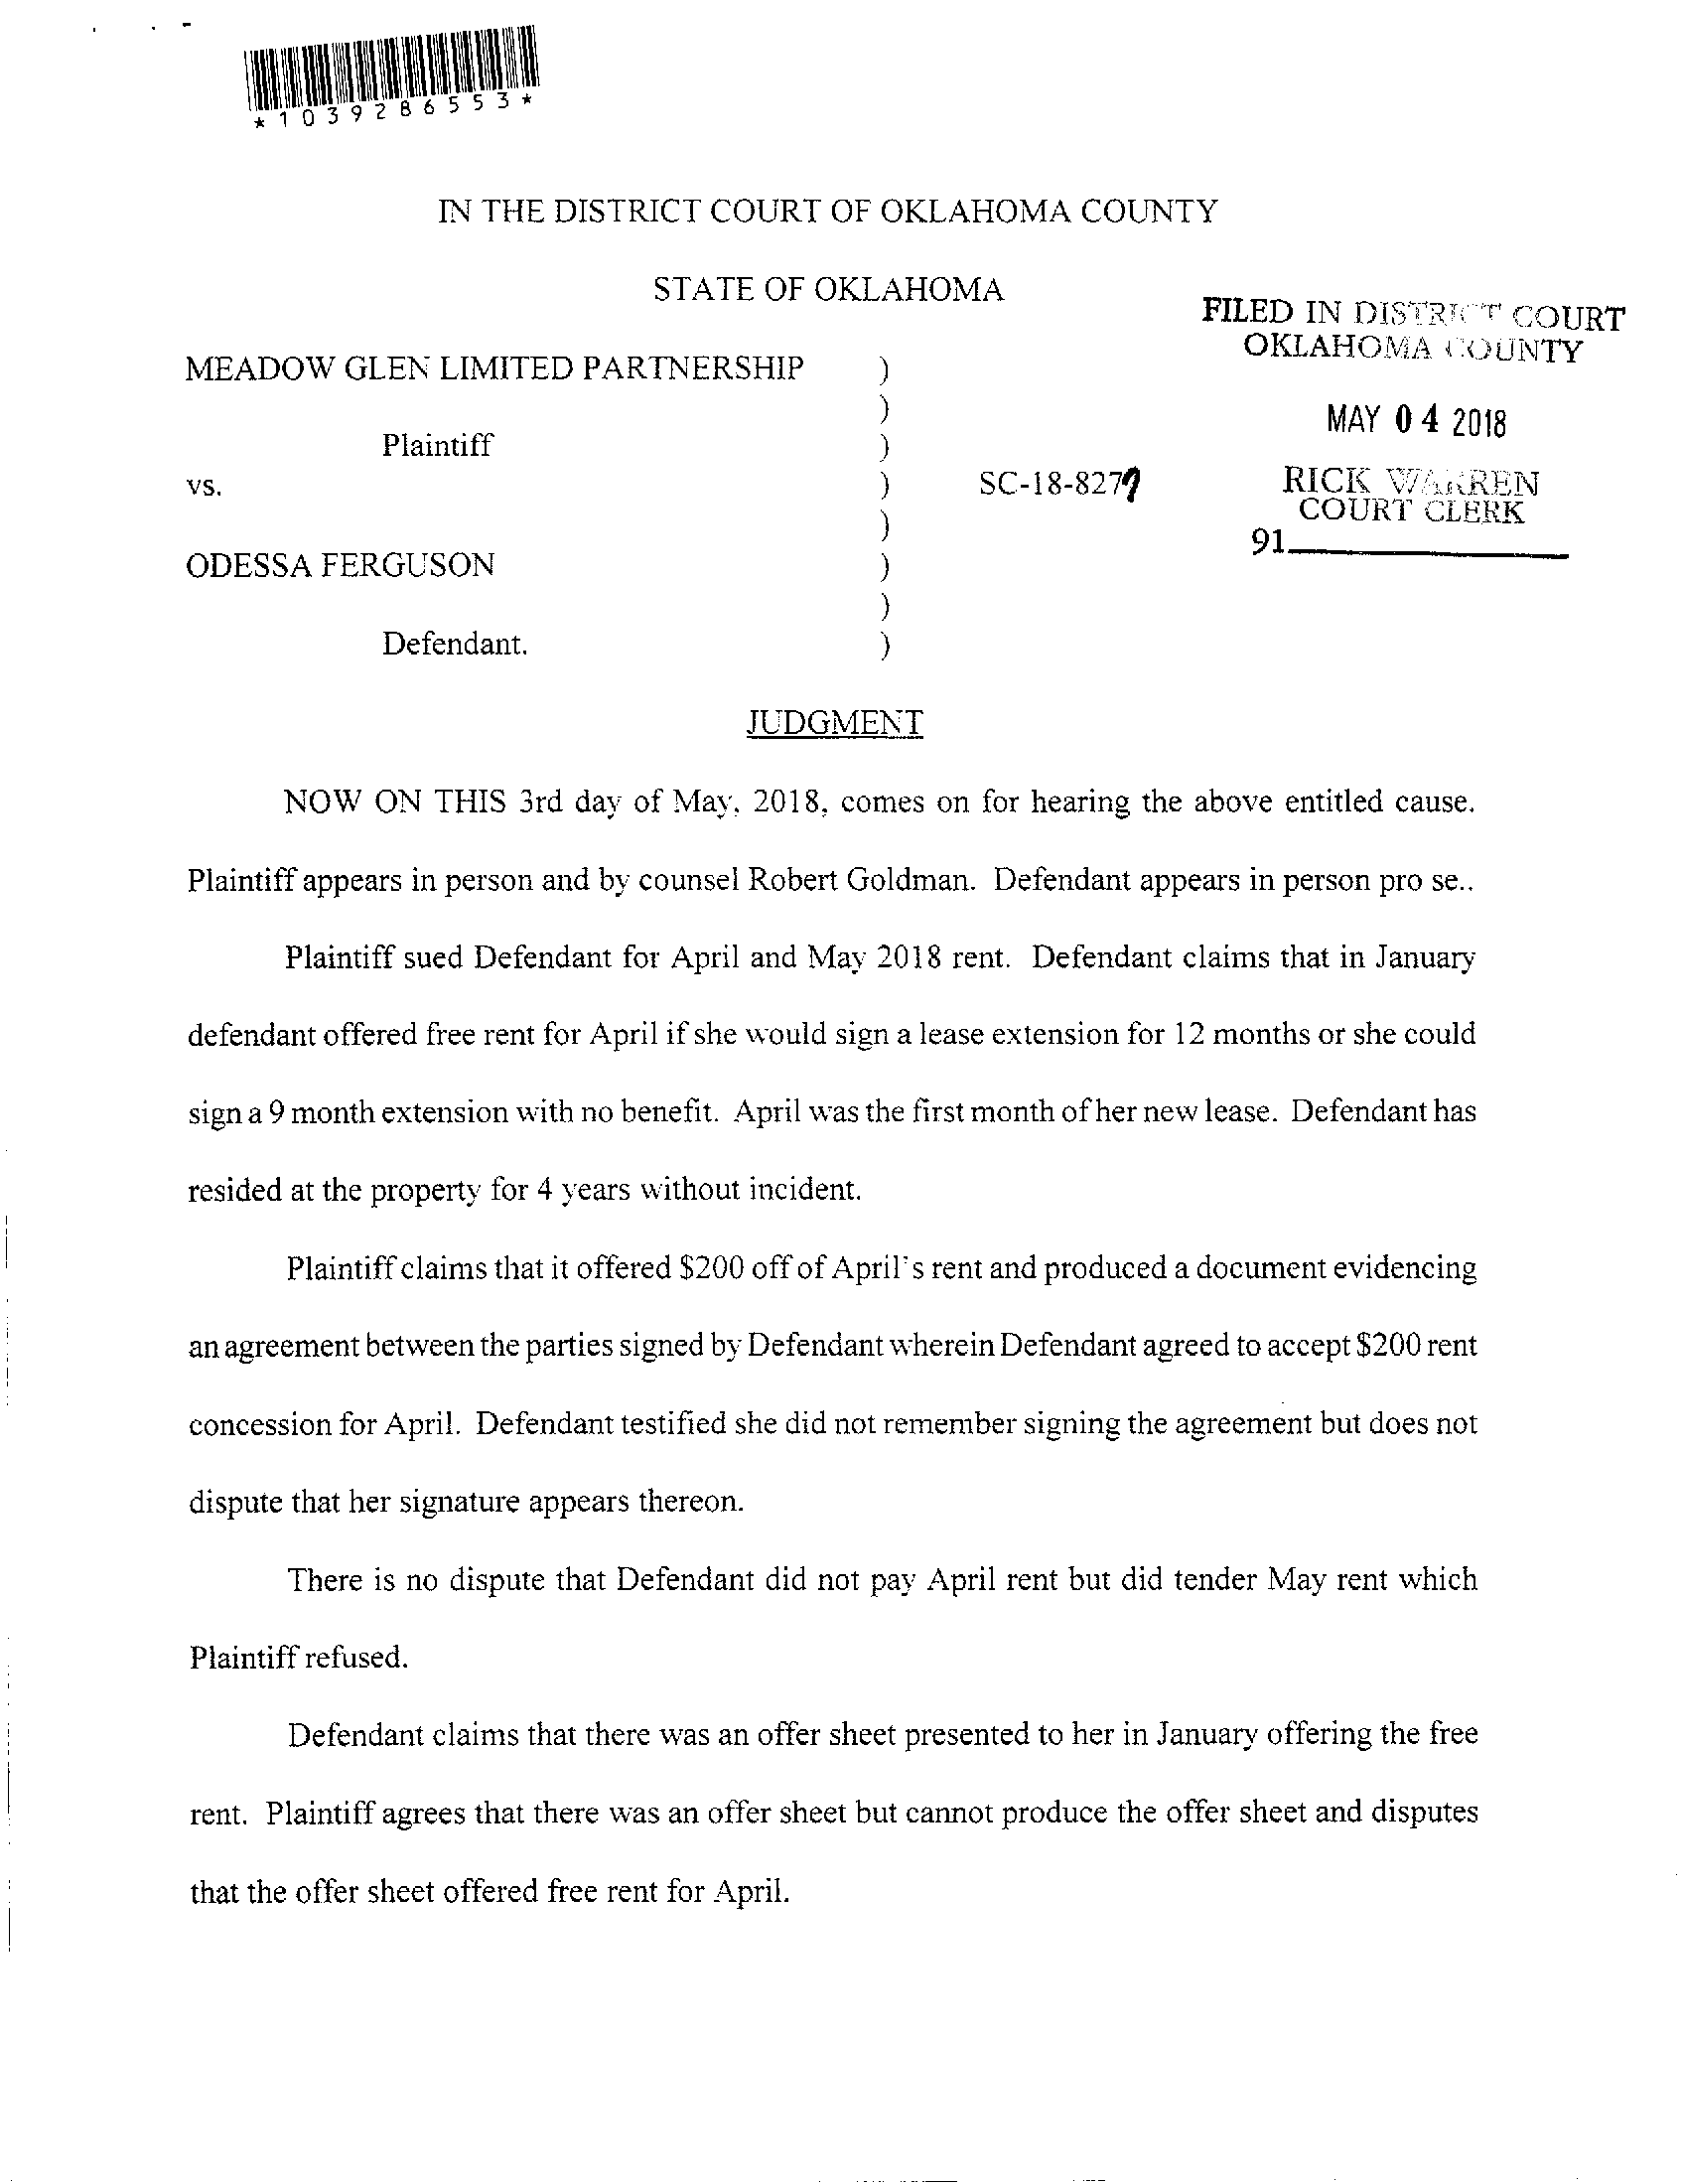 *1039286553*
IN THE DISTRICT COURT OF OKLAHOMA COUNTY
STATE OF OKLAHOMA
FILED IN DISTRICT COURT
OKLAHOMA COUNTY
MEADOW GLEN LIMITED PARTNERSHIP )
)
MAY 04 2018
Plaintiff )
vs. ) SC-18-827
RICK WARREN
COURT CLERK
)
91
ODESSA FERGUSON )
)
Defendant. )
JUDGMENT
NOW ON THIS 3rd day of May, 2018, comes on for hearing the above entitled cause.
Plaintiff appears in person and by counsel Robert Goldman. Defendant appears in person pro se..
Plaintiff sued Defendant for April and May 2018 rent. Defendant claims that in January
defendant offered free rent for April if she would sign a lease extension for 12 months or she could
sign a 9 month extension with no benefit. April was the first month of her new lease. Defendant has
resided at the property for 4 years without incident.
Plaintiff claims that it offered $200 off of April's rent and produced a document evidencing
an agreement between the parties signed by Defendant wherein Defendant agreed to accept $200 rent
concession for April. Defendant testified she did not remember signing the agreement but does not
dispute that her signature appears thereon.
There is no dispute that Defendant did not pay April rent but did tender May rent which
Plaintiff refused.
Defendant claims that there was an offer sheet presented to her in January offering the free
rent. Plaintiff agrees that there was an offer sheet but cannot produce the offer sheet and disputes
that the offer sheet offered free rent for April.